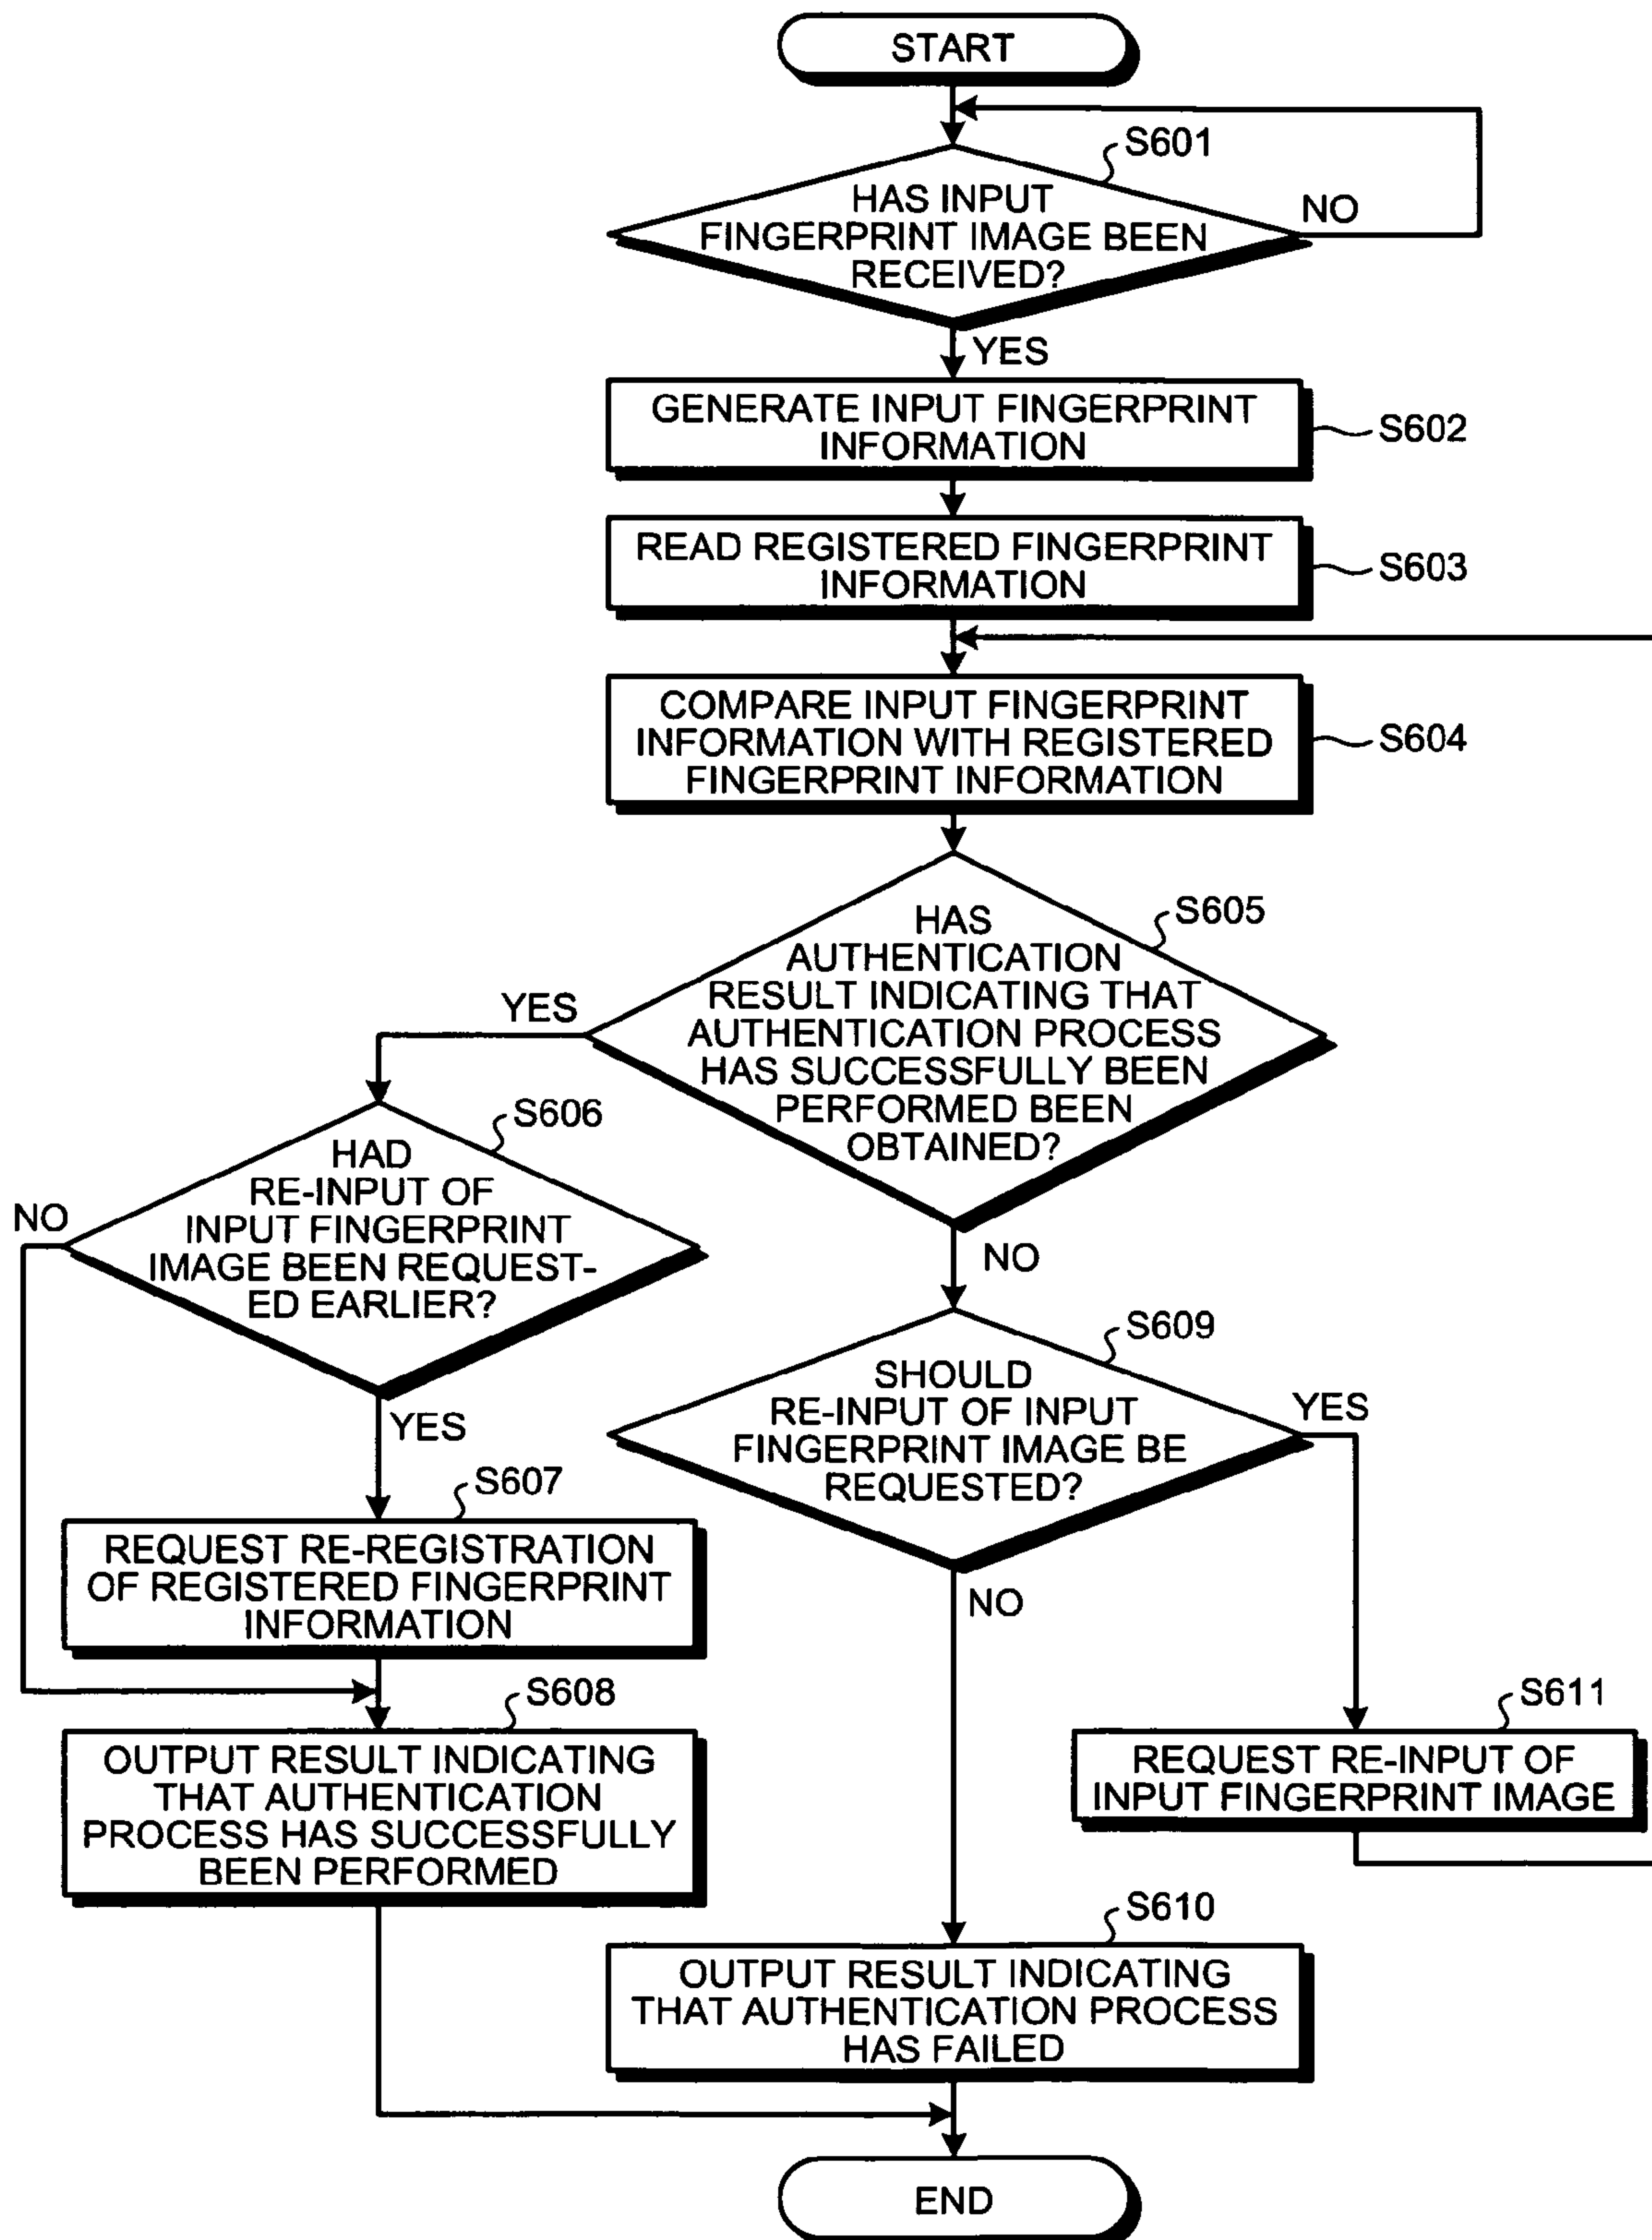 START
S601
HAS INPUT
FINGERPRINT IMAGE BEEN
RECEIVED?
NO
YES
GENERATE INPUT FINGERPRINT
INFORMATION
S602
READ REGISTERED FINGERPRINT
INFORMATION
S603
COMPARE INPUT FINGERPRINT
INFORMATION WITH REGISTERED
FINGERPRINT INFORMATION
S604
S605
HAS
AUTHENTICATION
RESULT INDICATING THAT
AUTHENTICATION PROCESS
HAS SUCCESSFULLY BEEN
PERFORMED BEEN
OBTAINED?
YES
NO
S606
HAD
RE-INPUT OF
INPUT FINGERPRINT
IMAGE BEEN REQUEST-
ED EARLIER?
NO
YES
S607
REQUEST RE-REGISTRATION
OF REGISTERED FINGERPRINT
INFORMATION
S608
OUTPUT RESULT INDICATING
THAT AUTHENTICATION
PROCESS HAS SUCCESSFULLY
BEEN PERFORMED
S609
SHOULD
RE-INPUT OF INPUT
FINGERPRINT IMAGE BE
REQUESTED?
YES
NO
S611
REQUEST RE-INPUT OF
INPUT FINGERPRINT IMAGE
S610
OUTPUT RESULT INDICATING
THAT AUTHENTICATION PROCESS
HAS FAILED
END